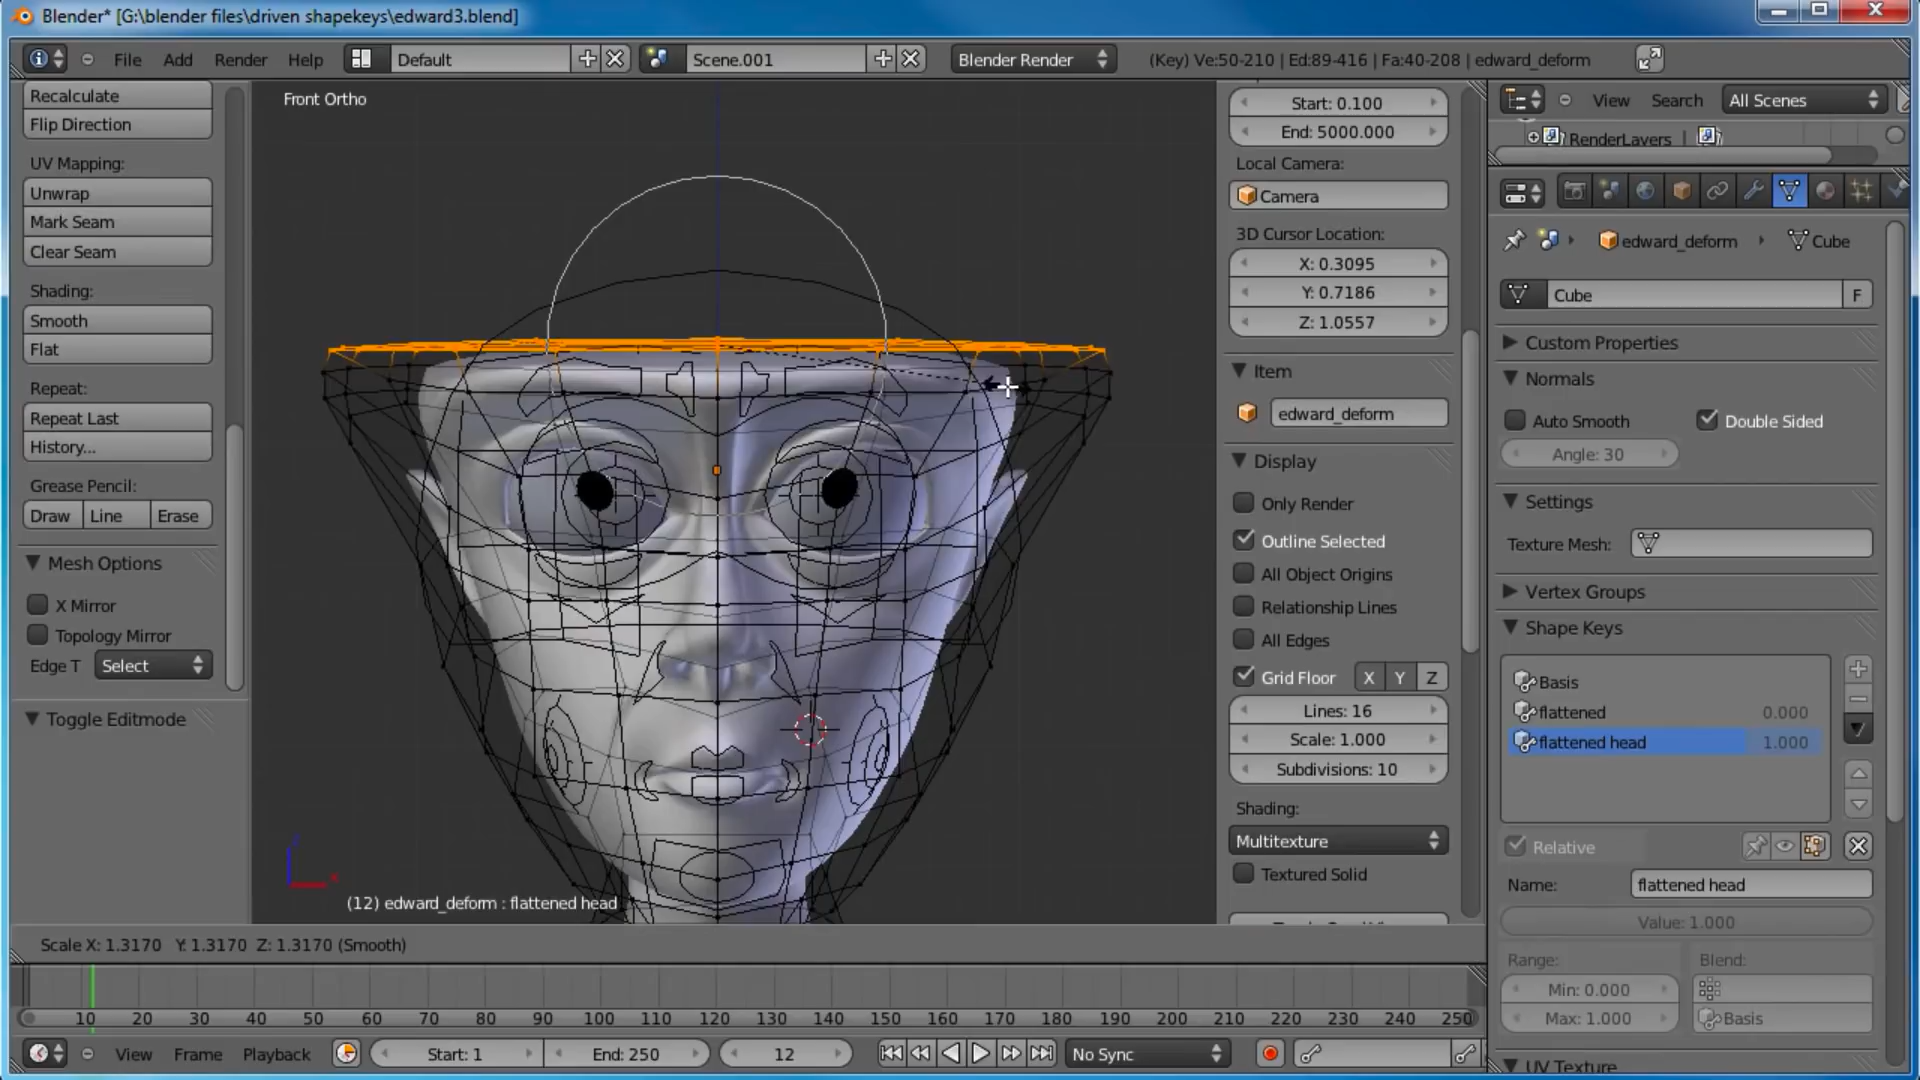 Blender* [G:\blender files\driven shapekeys\edward3.blend]
File Add Render Help Default Scene.001 Blender Render (Key) Ve:50-210 | Ed:89-416 | Fa:40-208 | edward_deform
Recalculate
Flip Direction
UV Mapping:
Unwrap
Mark Seam
Clear Seam
Shading:
Smooth
Flat
Repeat:
Repeat Last
History...
Grease Pencil:
Draw Line Erase
Mesh Options
X Mirror
Topology Mirror
Edge T Select
Toggle Editmode
Front Ortho
(12) edward_deform : flattened head
Start: 0.100
End: 5000.000
Local Camera:
Camera
3D Cursor Location:
X: 0.3095
Y: 0.7186
Z: 1.0557
Item
edward_deform
Display
Only Render
Outline Selected
All Object Origins
Relationship Lines
All Edges
Grid Floor X Y Z
Lines: 16
Scale: 1.000
Subdivisions: 10
Shading:
Multitexture
Textured Solid
View Search All Scenes
RenderLayers |
edward_deform Cube
Cube F
Custom Properties
Normals
Auto Smooth Double Sided
Angle: 30
Settings
Texture Mesh:
Vertex Groups
Shape Keys
Basis
flattened 0.000
flattened head 1.000
Relative
Name: flattened head
Value: 1.000
Range: Blend:
Min: 0.000
Max: 1.000 Basis
UV Texture
Scale X: 1.3170 Y: 1.3170 Z: 1.3170 (Smooth)
10 20 30 40 50 60 70 80 90 100 110 120 130 140 150 160 170 180 190 200 210 220 230 240 250
View Frame Playback Start: 1 End: 250 12 No Sync